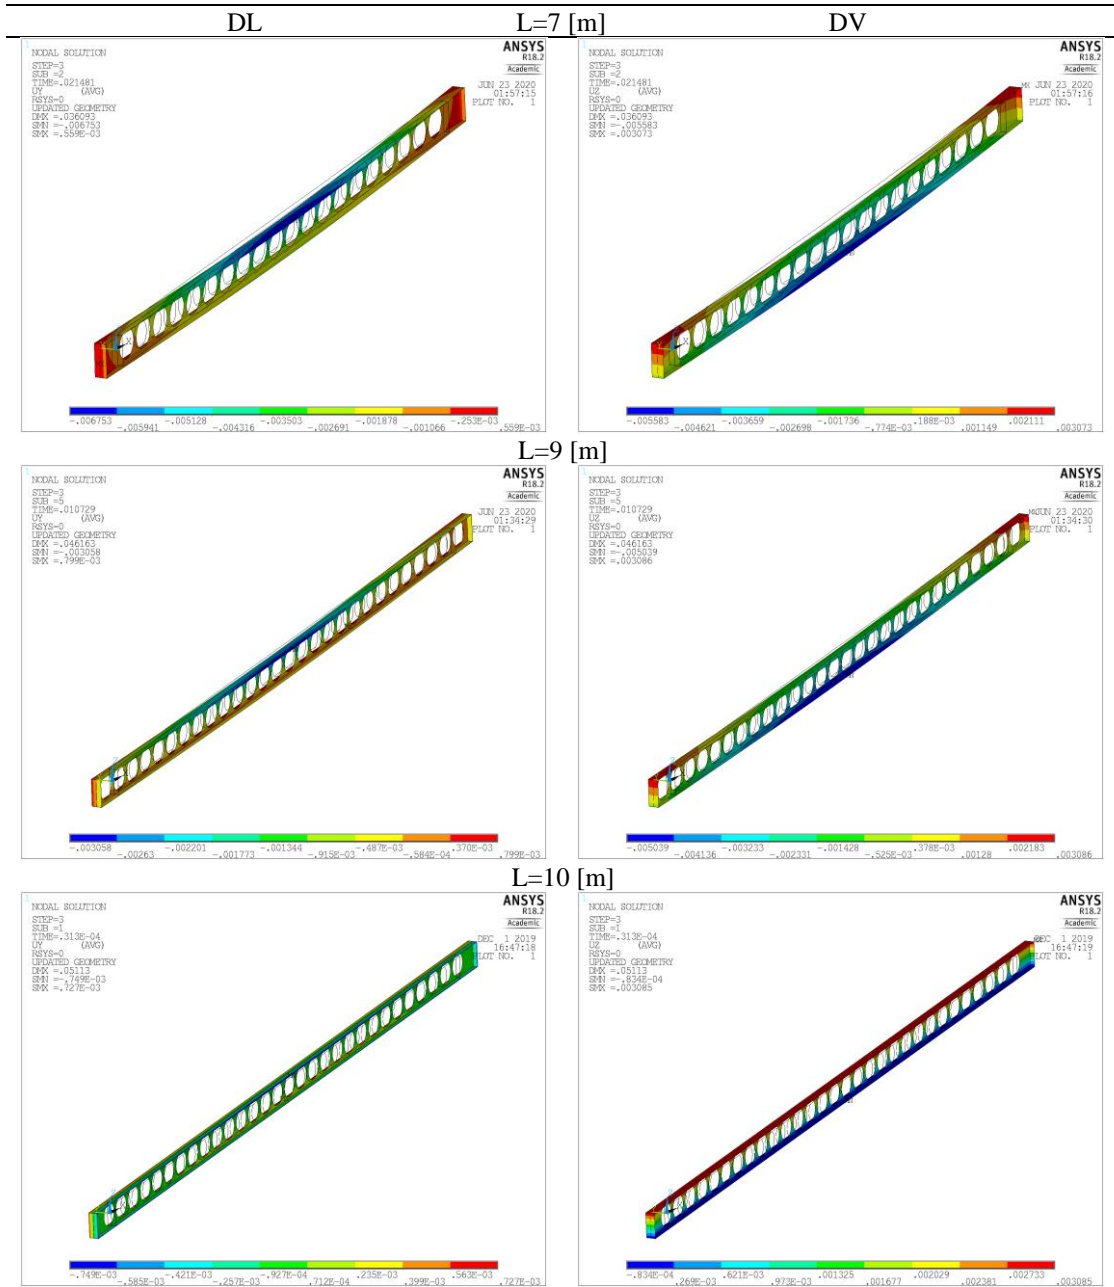 DL L=7 [m] DV
1
NODAL SOLUTION
STEP=3
SUB =2
TIME=.021481
UY (AVG)
RSYS=0
UPDATED GEOMETRY
DMX =.036093
SMN =-.006753
SMX =.559E-03
ANSYS
R18.2
Academic
JUN 23 2020
01:57:15
PLOT NO. 1
X
-.006753 -.005128 -.003503 -.001878 -.253E-03
-.005941 -.004316 -.002691 -.001066 .559E-03
1
NODAL SOLUTION
STEP=3
SUB =2
TIME=.021481
UZ (AVG)
RSYS=0
UPDATED GEOMETRY
DMX =.036093
SMN =-.005583
SMX =.003073
ANSYS
R18.2
Academic
MX JUN 23 2020
01:57:16
PLOT NO. 1
X
-.005583 -.003659 -.001736 .188E-03 .002111
-.004621 -.002698 -.774E-03 .001149 .003073
L=9 [m]
1
NODAL SOLUTION
STEP=3
SUB =5
TIME=.010729
UY (AVG)
RSYS=0
UPDATED GEOMETRY
DMX =.046163
SMN =-.003058
SMX =.799E-03
ANSYS
R18.2
Academic
JUN 23 2020
01:34:29
PLOT NO. 1
-.003058 -.002201 -.001344 -.487E-03 .370E-03
-.00263 -.001773 -.915E-03 -.584E-04 .799E-03
1
NODAL SOLUTION
STEP=3
SUB =5
TIME=.010729
UZ (AVG)
RSYS=0
UPDATED GEOMETRY
DMX =.046163
SMN =-.005039
SMX =.003086
ANSYS
R18.2
Academic
JUN 23 2020
01:34:30
PLOT NO. 1
-.005039 -.003233 -.001428 .378E-03 .002183
-.004136 -.002331 -.525E-03 .00128 .003086
L=10 [m]
1
NODAL SOLUTION
STEP=3
SUB =1
TIME=.313E-04
UY (AVG)
RSYS=0
UPDATED GEOMETRY
DMX =.05113
SMN =-.749E-03
SMX =.727E-03
ANSYS
R18.2
Academic
DEC 1 2019
16:47:18
PLOT NO. 1
-.749E-03 -.421E-03 -.927E-04 .235E-03 .563E-03
-.585E-03 -.257E-03 .712E-04 .399E-03 .727E-03
1
NODAL SOLUTION
STEP=3
SUB =1
TIME=.313E-04
UZ (AVG)
RSYS=0
UPDATED GEOMETRY
DMX =.05113
SMN =-.834E-04
SMX =.003085
ANSYS
R18.2
Academic
DEC 1 2019
16:47:19
PLOT NO. 1
-.834E-04 .621E-03 .001325 .002029 .002733
.269E-03 .973E-03 .001677 .002381 .003085